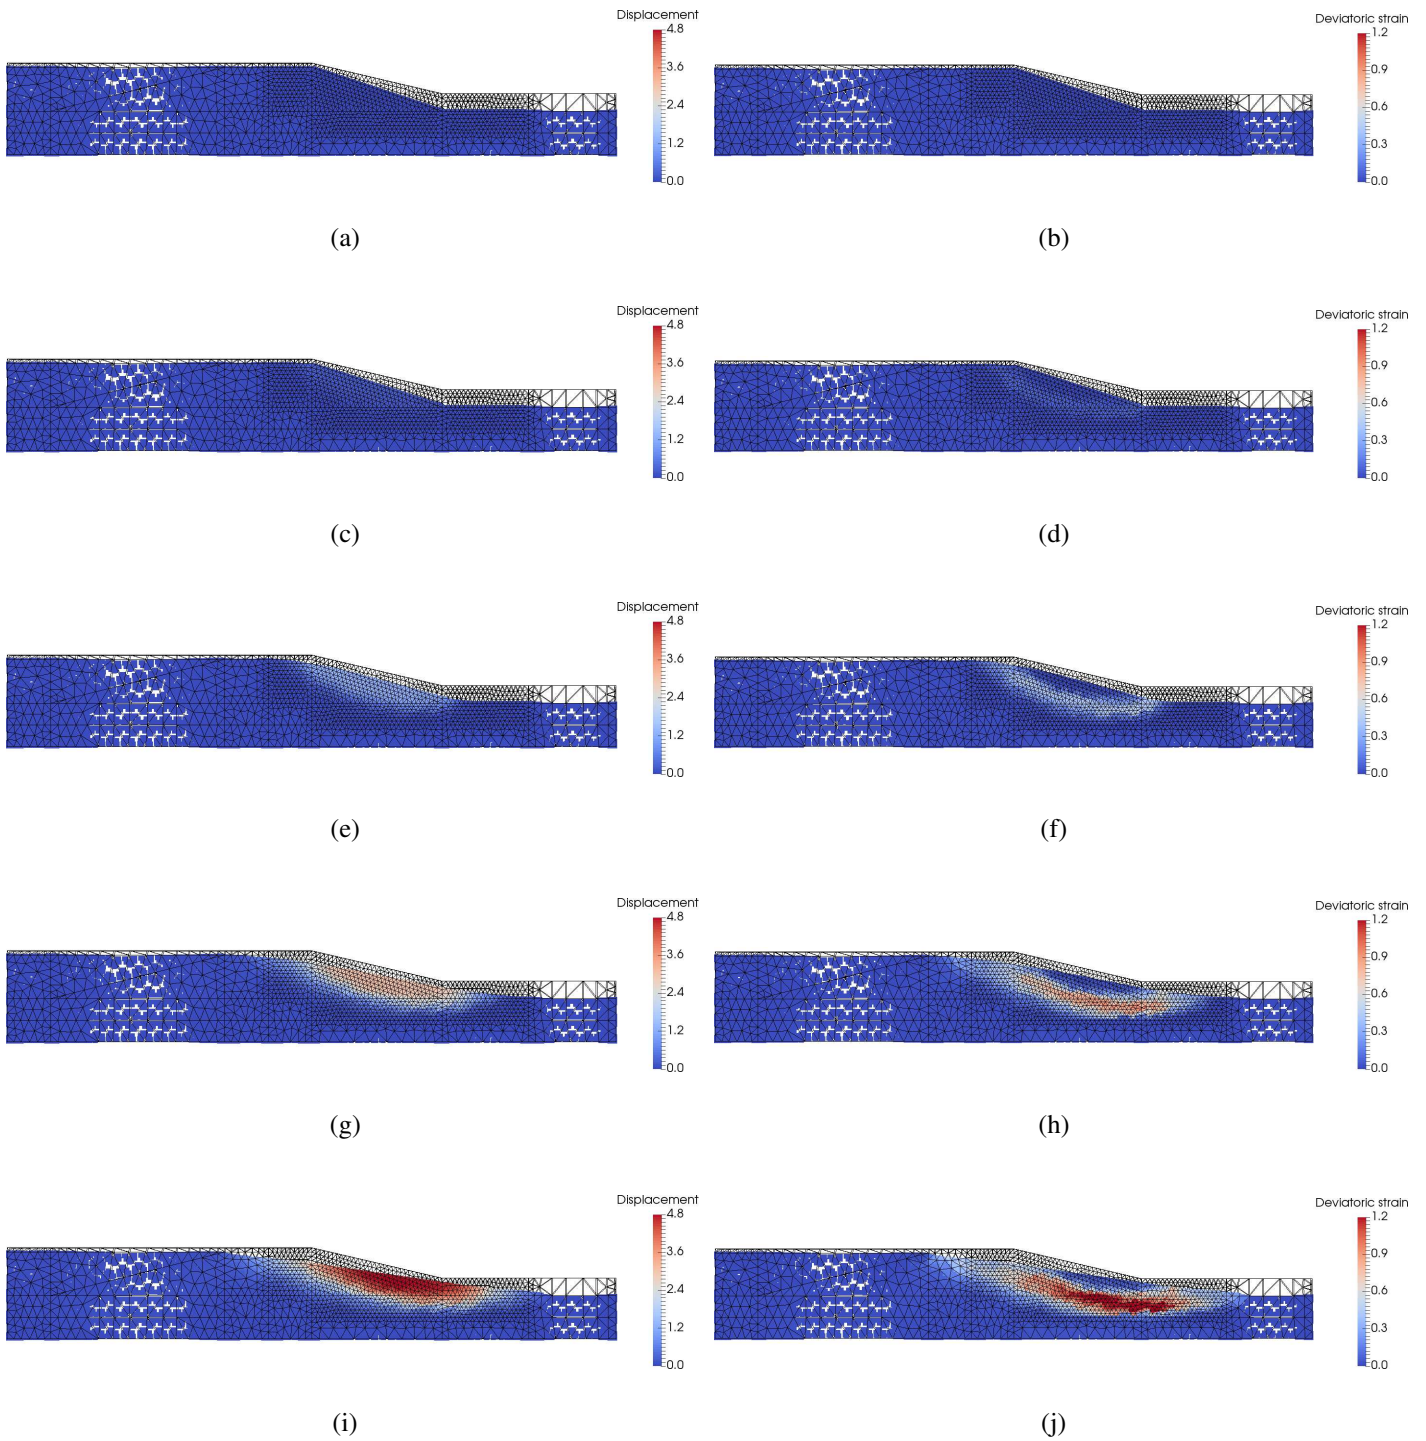 Displacement
4.8
3.6
2.4
1.2
0.0
Deviatoric strain
1.2
0.9
0.6
0.3
0.0
(a)
(b)
Displacement
4.8
3.6
2.4
1.2
0.0
Deviatoric strain
1.2
0.9
0.6
0.3
0.0
(c)
(d)
Displacement
4.8
3.6
2.4
1.2
0.0
Deviatoric strain
1.2
0.9
0.6
0.3
0.0
(e)
(f)
Displacement
4.8
3.6
2.4
1.2
0.0
Deviatoric strain
1.2
0.9
0.6
0.3
0.0
(g)
(h)
Displacement
4.8
3.6
2.4
1.2
0.0
Deviatoric strain
1.2
0.9
0.6
0.3
0.0
(i)
(j)